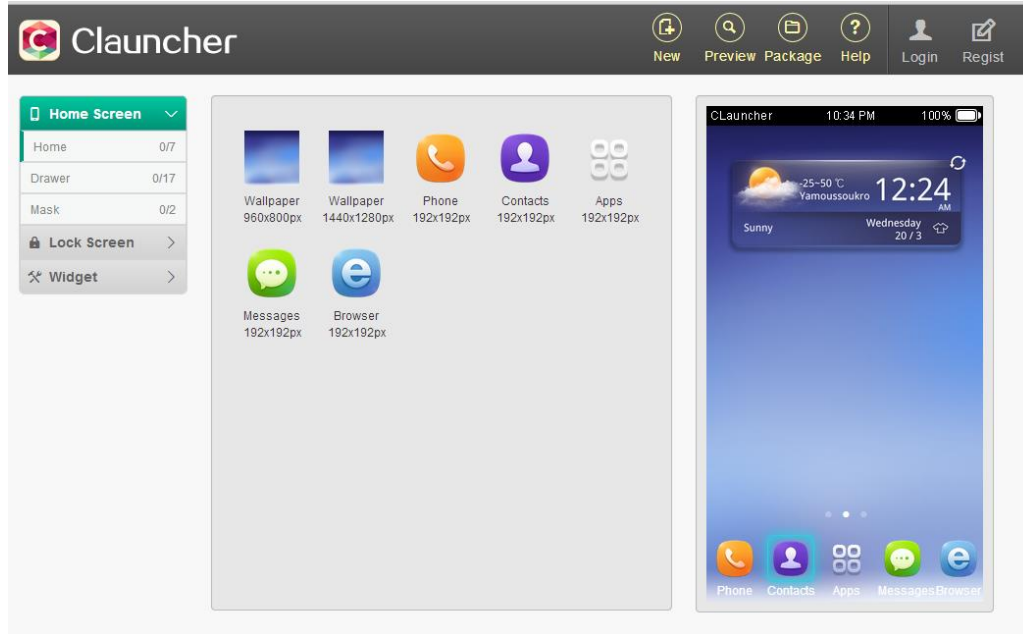 Clauncher
New Preview Package Help Login Regist
Home Screen
Home 0/7
Drawer 0/17
Mask 0/2
Lock Screen
Widget
Wallpaper Wallpaper Phone Contacts Apps
960x800px 1440x1280px 192x192px 192x192px 192x192px
Messages Browser
192x192px 192x192px
CLauncher 10:34 PM 100%
-25~50 °C
Yamoussoukro 12:24
AM
Sunny Wednesday
20 / 3
Phone Contacts Apps Messages Browser